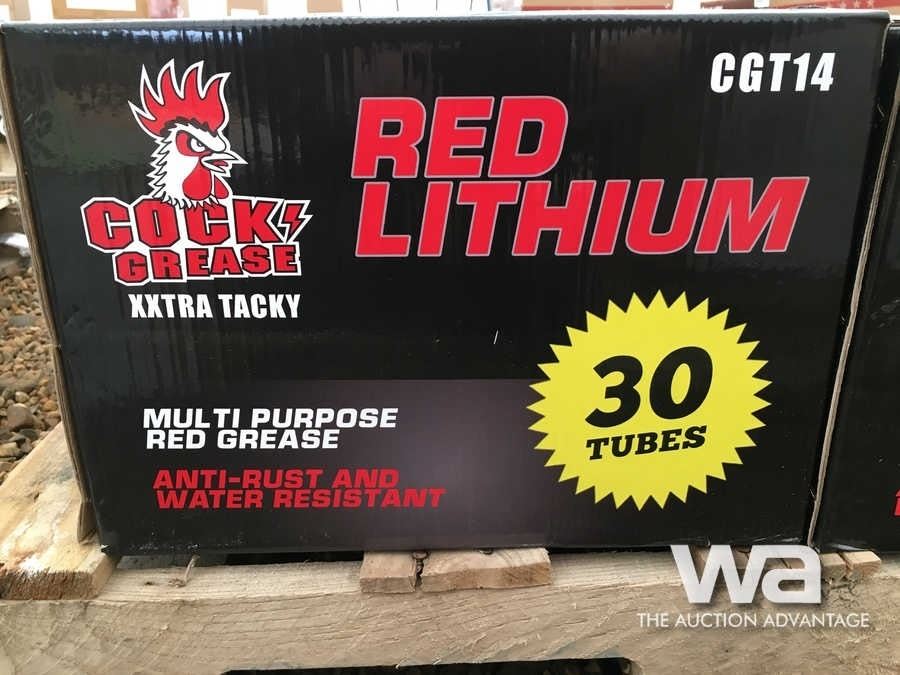 CGT14
RED
LITHIUM
COCK
GREASE
XXTRA TACKY
30
TUBES
MULTI PURPOSE
RED GREASE
ANTI-RUST AND
WATER RESISTANT
wa
THE AUCTION ADVANTAGE